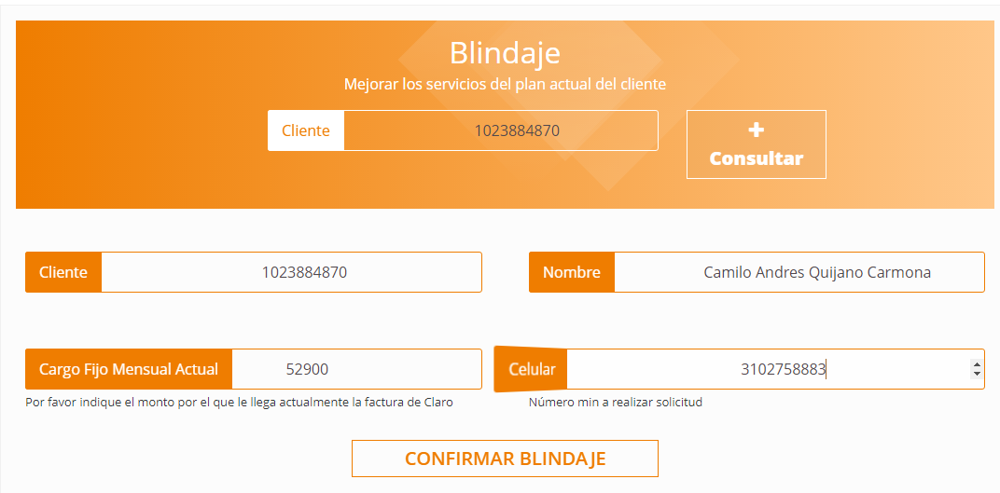 Blindaje
Mejorar los servicios del plan actual del cliente
Cliente 1023884870
+
Consultar
Cliente 1023884870 Nombre Camilo Andres Quijano Carmona
Cargo Fijo Mensual Actual 52900 Celular 3102758883
Por favor indique el monto por el que le llega actualmente la factura de Claro Número min a realizar solicitud
CONFIRMAR BLINDAJE